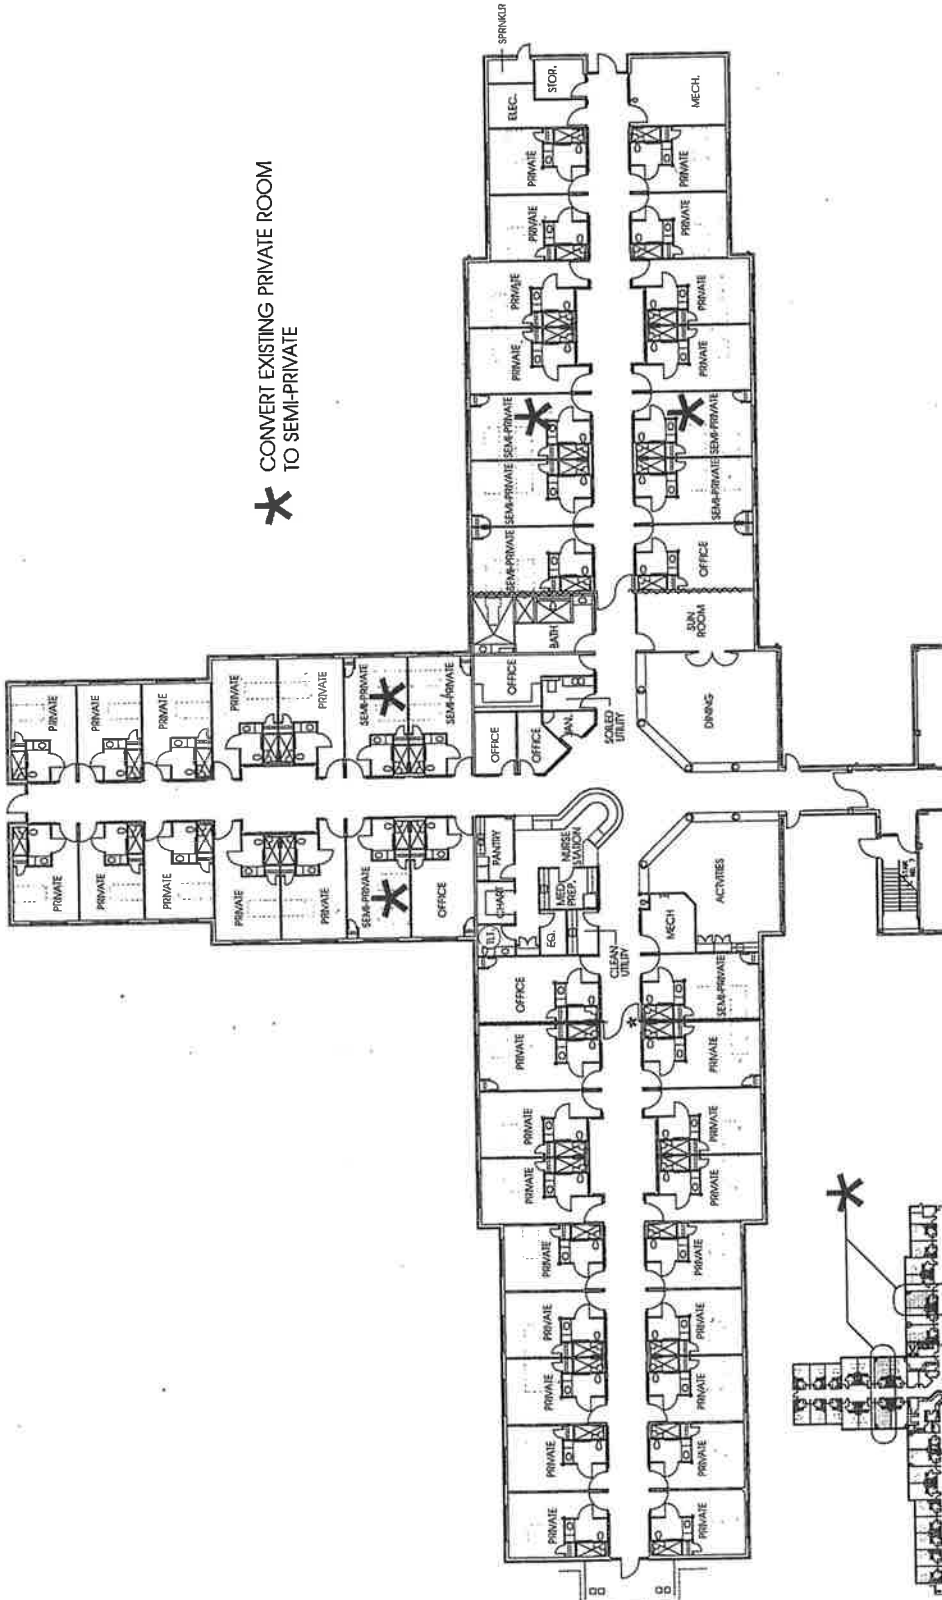 PRIVATE
PRIVATE
PRIVATE
PRIVATE
PRIVATE
PRIVATE
PRIVATE
PRIVATE
CONVERT EXISTING PRIVATE ROOM
TO SEMI-PRIVATE
PRIVATE
PRIVATE
SEMI-PRIVATE
SEMI-PRIVATE
OFFICE
SEMI-PRIVATE
PRIVATE
PRIVATE
PRIVATE
PRIVATE
PRIVATE
PRIVATE
PRIVATE
PRIVATE
OFFICE
TLT.
CHART
PANTRY
EQ.
MED
PREP.
NURSE
STATION
OFFICE
OFFICE
JAN.
OFFICE
BATH
SEMI-PRIVATE
SEMI-PRIVATE
SEMI-PRIVATE
PRIVATE
PRIVATE
PRIVATE
PRIVATE
ELEC.
STOR.
SPRINKLR
CLEAN
UTILITY
SOILED
UTILITY
PRIVATE
PRIVATE
PRIVATE
PRIVATE
PRIVATE
PRIVATE
PRIVATE
PRIVATE
SEMI-PRIVATE
MECH
ACTIVITIES
DINING
SUN
ROOM
OFFICE
SEMI-PRIVATE
SEMI-PRIVATE
PRIVATE
PRIVATE
PRIVATE
PRIVATE
MECH.